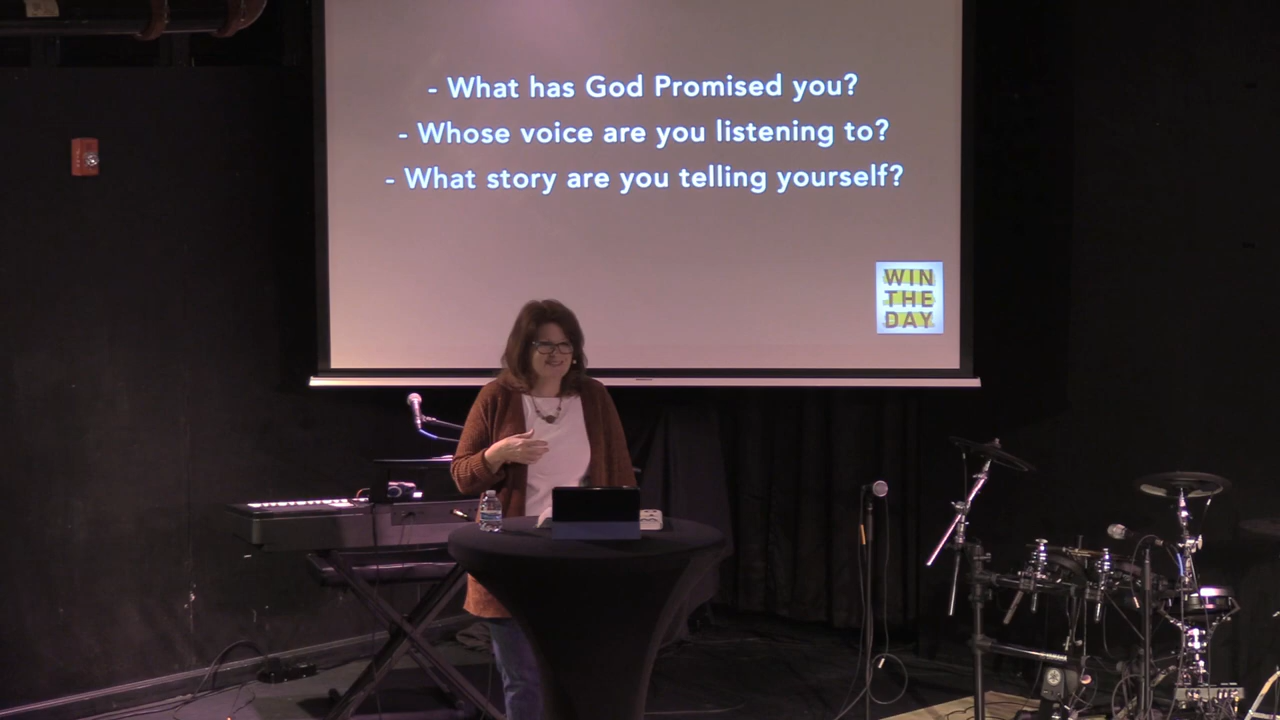 - What has God Promised you?
- Whose voice are you listening to?
- What story are you telling yourself?
WIN
THE
DAY